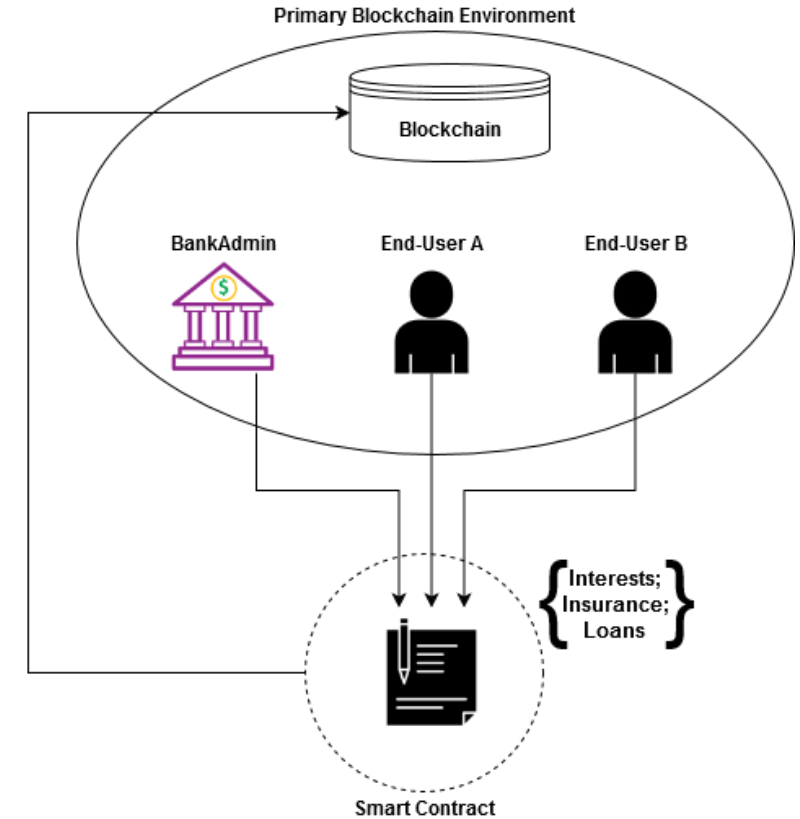 Primary Blockchain Environment
Blockchain
BankAdmin
End-User A
End-User B
$
{Interests;
Insurance;
Loans}
Smart Contract